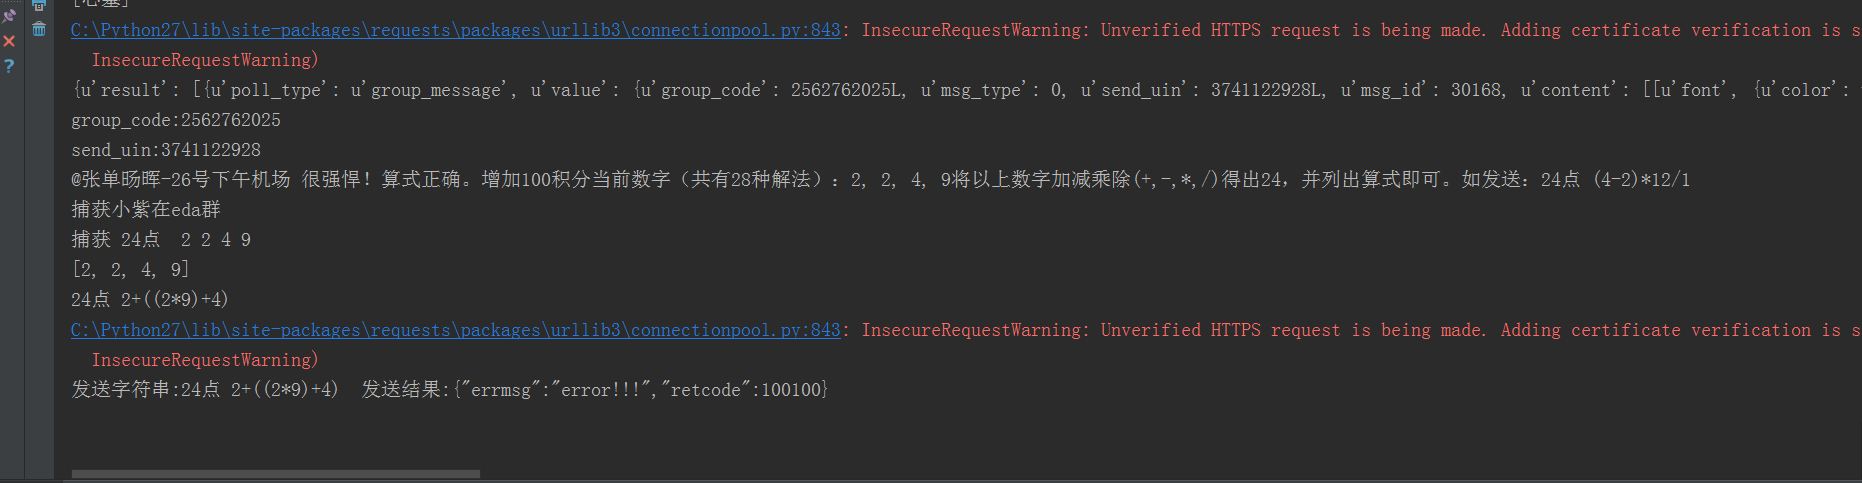 C:\Python27\lib\site-packages\requests\packages\urllib3\connectionpool.py:843: InsecureRequestWarning: Unverified HTTPS request is being made. Adding certificate verification is s
InsecureRequestWarning)
{u'result': [{u'poll_type': u'group_message', u'value': {u'group_code': 2562762025L, u'msg_type': 0, u'send_uin': 3741122928L, u'msg_id': 30168, u'content': [[u'font', {u'color':
group_code:2562762025
send_uin:3741122928
@张单旸晖-26号下午机场 很强悍！算式正确。增加100积分当前数字（共有28种解法）：2, 2, 4, 9将以上数字加减乘除(+,-,*,/)得出24，并列出算式即可。如发送：24点 (4-2)*12/1
捕获小紫在eda群
捕获 24点  2 2 4 9
[2, 2, 4, 9]
24点 2+((2*9)+4)
C:\Python27\lib\site-packages\requests\packages\urllib3\connectionpool.py:843: InsecureRequestWarning: Unverified HTTPS request is being made. Adding certificate verification is s
InsecureRequestWarning)
发送字符串:24点 2+((2*9)+4)  发送结果:{"errmsg":"error!!!","retcode":100100}